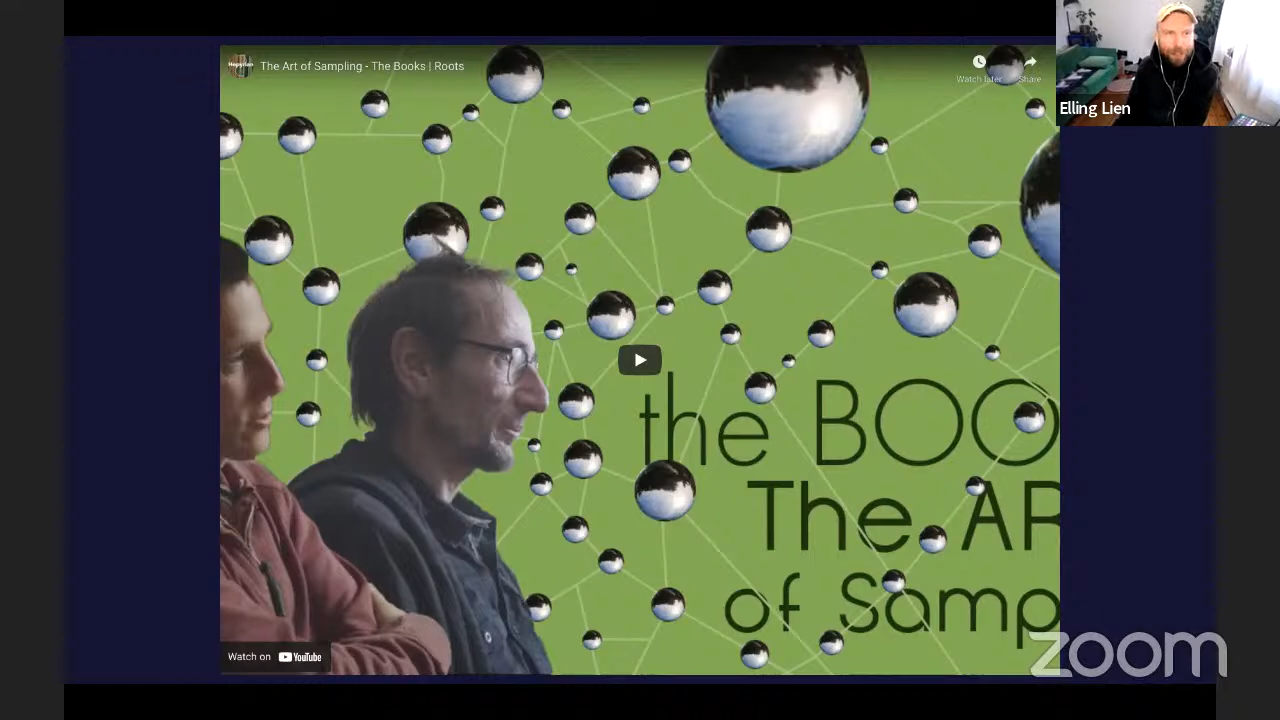 The Art of Sampling - The Books | Roots
Watch later
Share
Elling Lien
the BOO
The AR
of Samp
Watch on YouTube
zoom